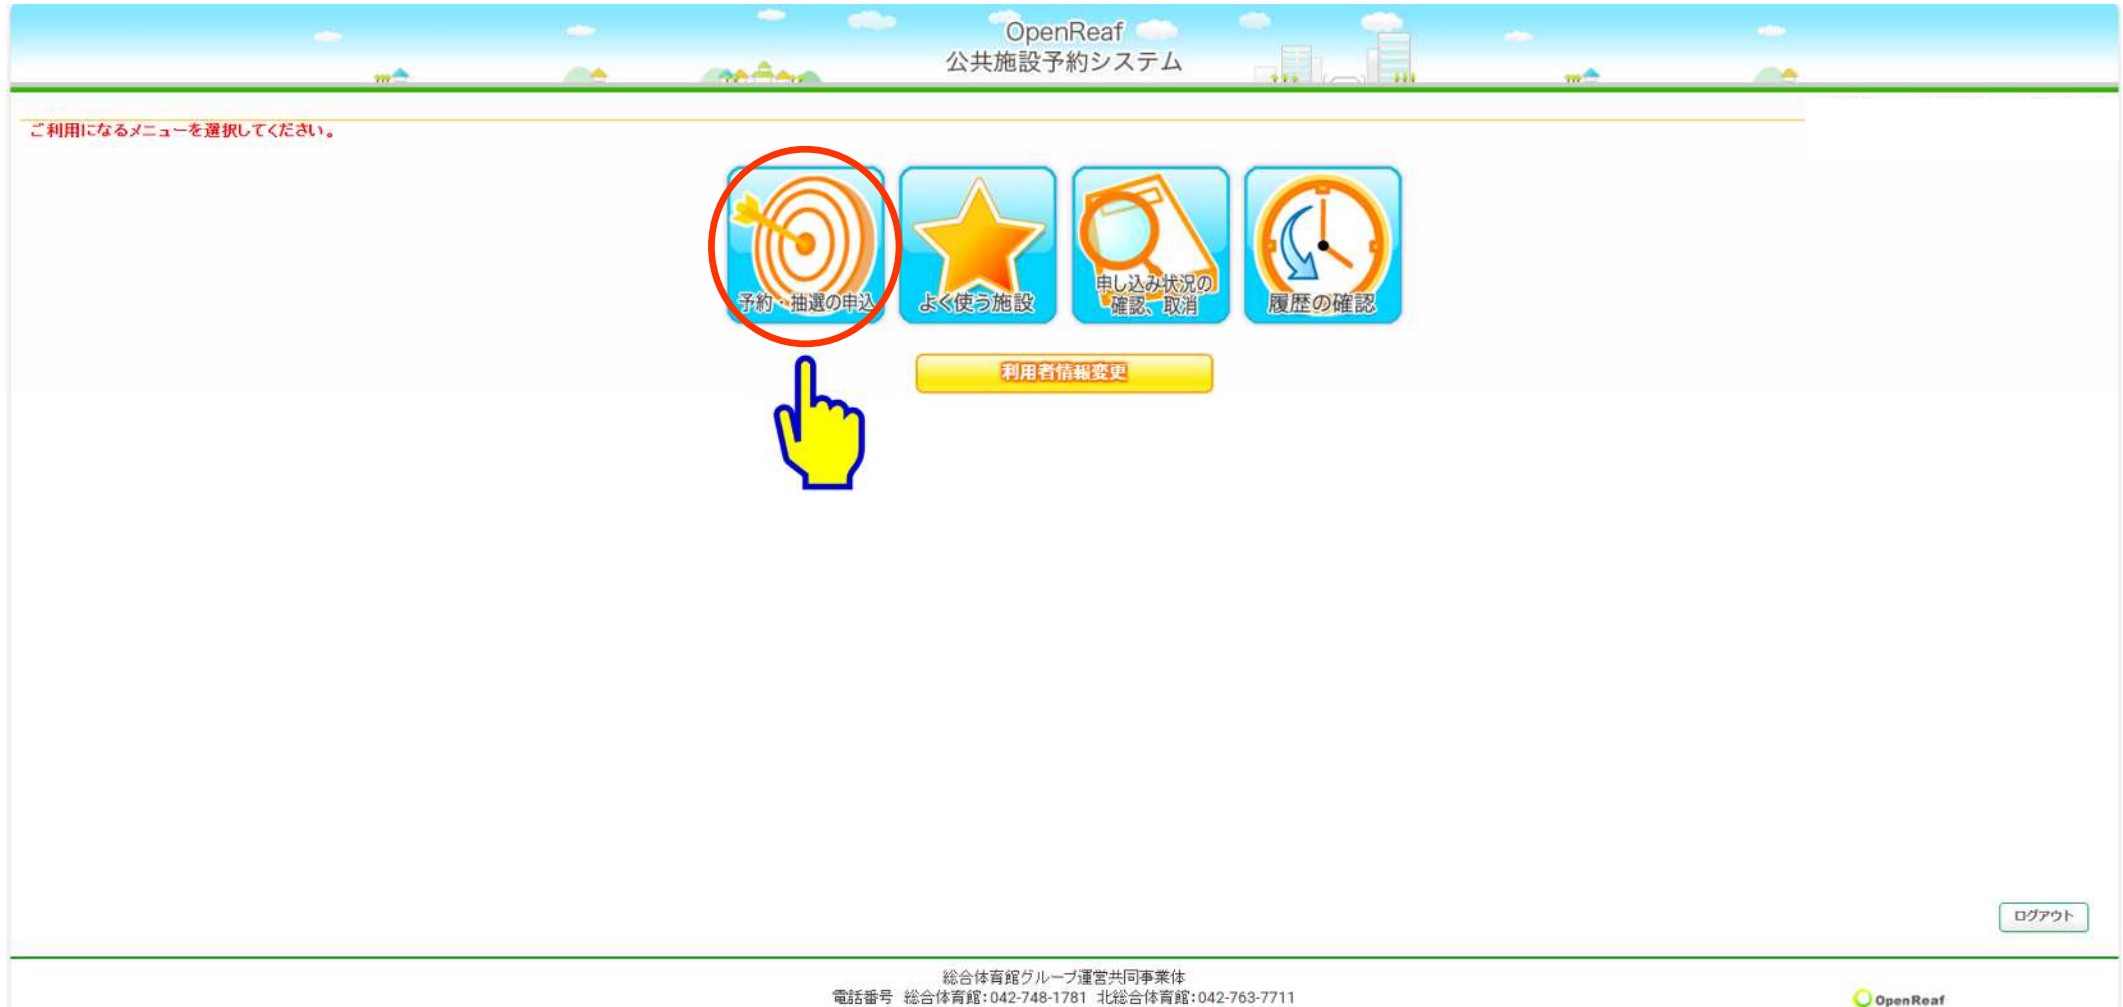 OpenReaf
公共施設予約システム
ご利用になるメニューを選択してください。
予約・抽選の申込
よく使う施設
申し込み状況の
確認、取消
履歴の確認
利用者情報変更
ログアウト
総合体育館グループ運営共同事業体
電話番号 総合体育館:042-748-1781 北総合体育館:042-763-7711
OpenReaf